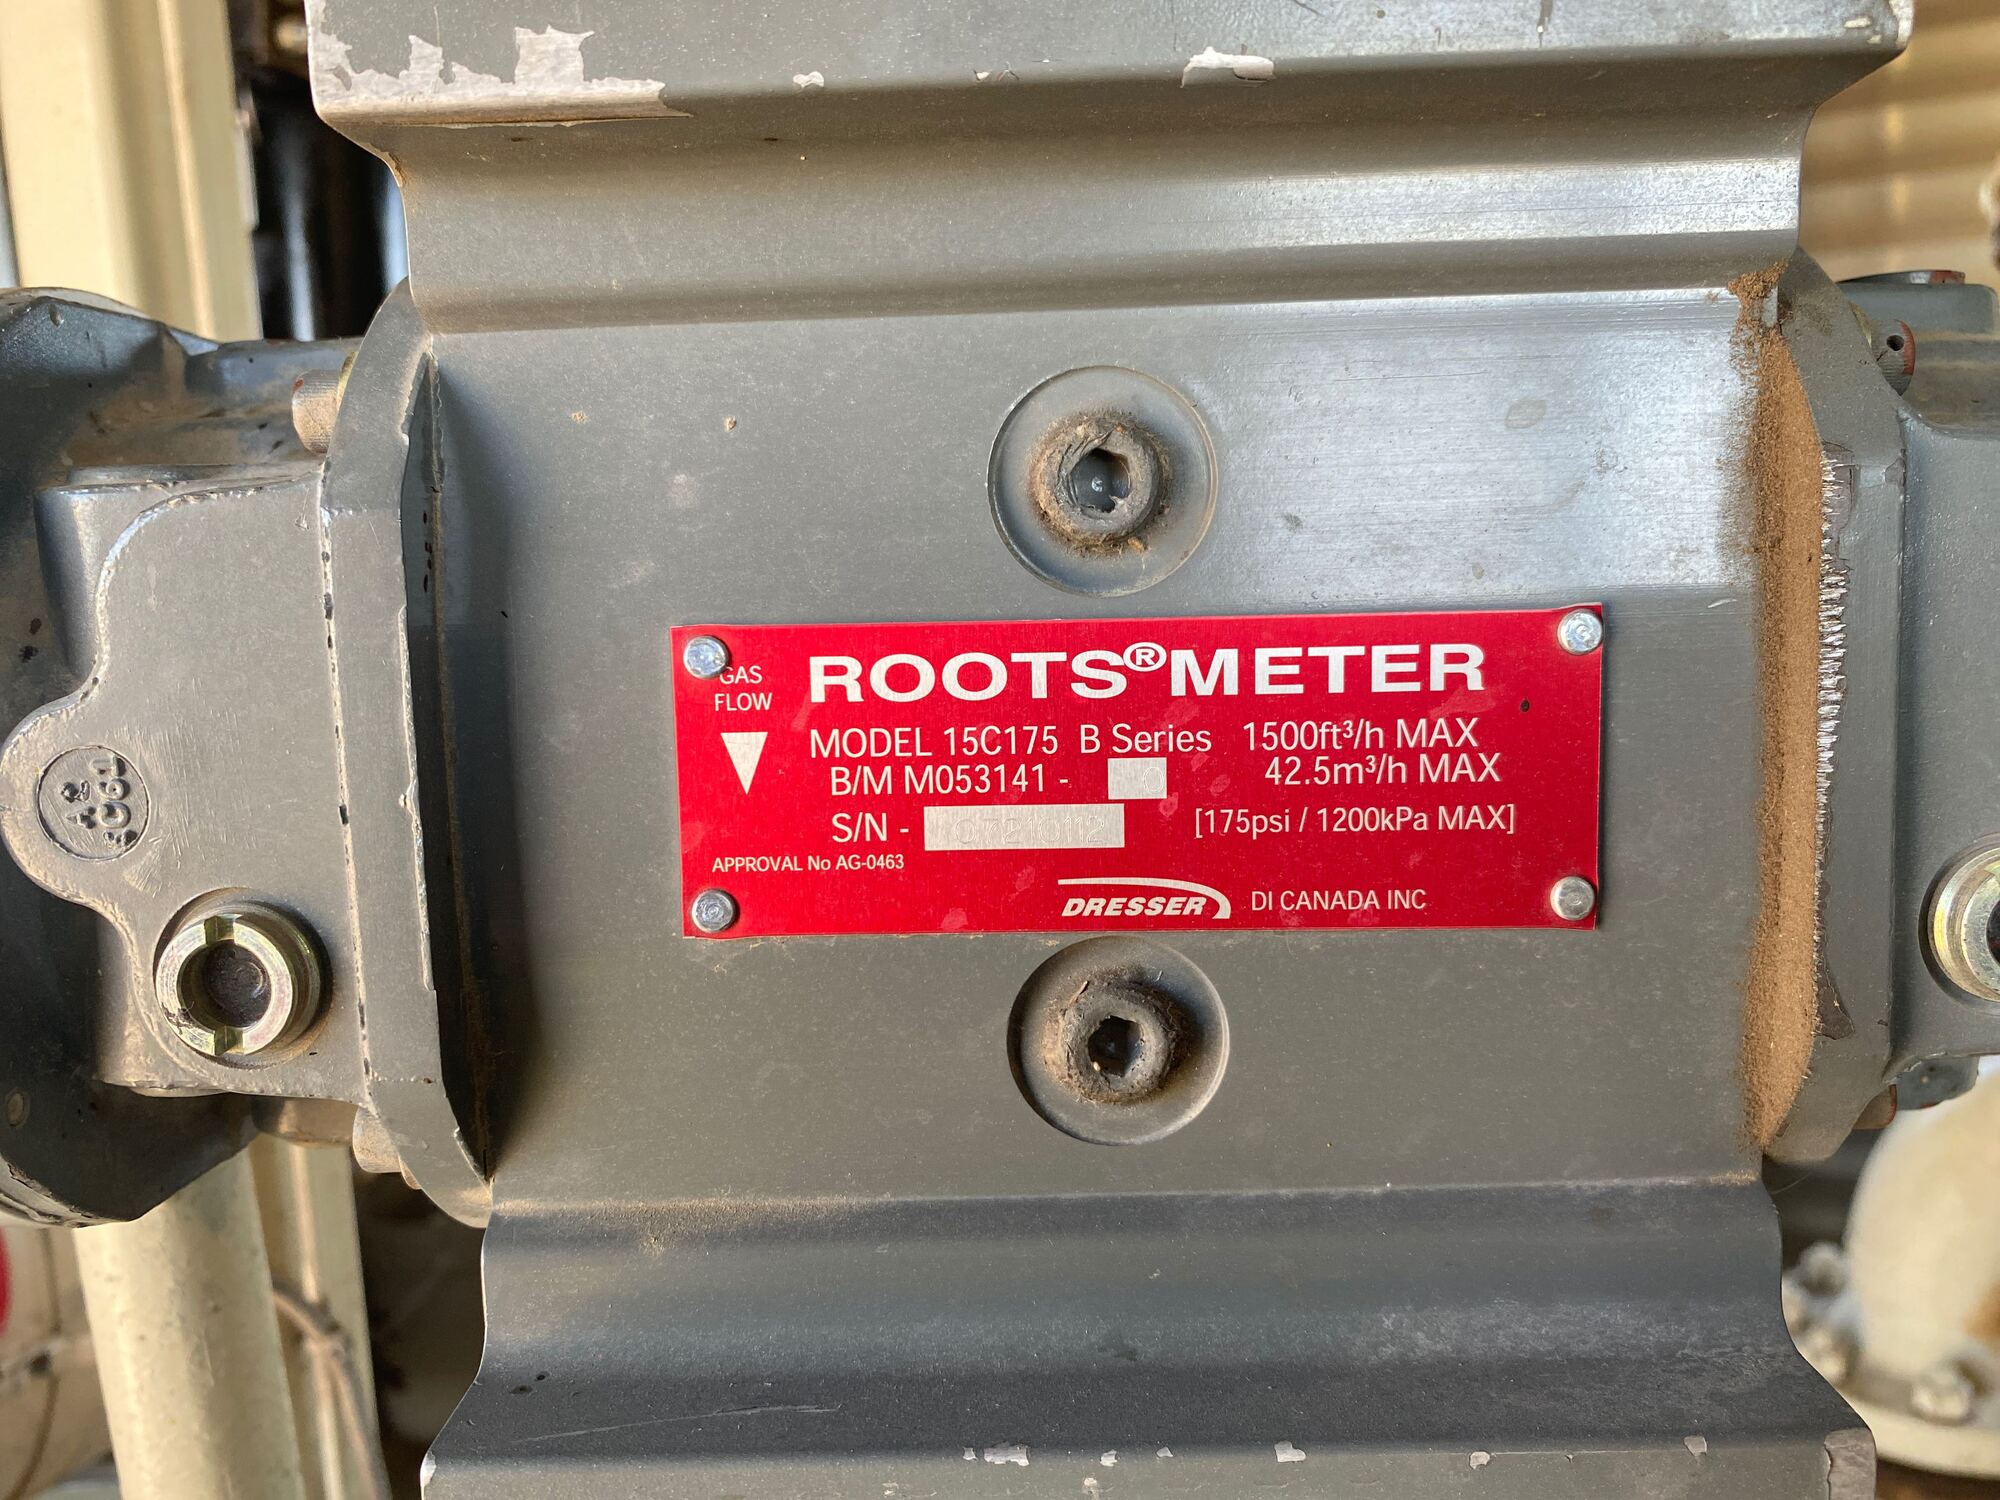 GAS
FLOW
ROOTS®METER
MODEL 15C175 B Series 1500ft³/h MAX
B/M M053141 - 0 42.5m³/h MAX
S/N - [175psi / 1200kPa MAX]
APPROVAL No AG-0463
DRESSER DI CANADA INC